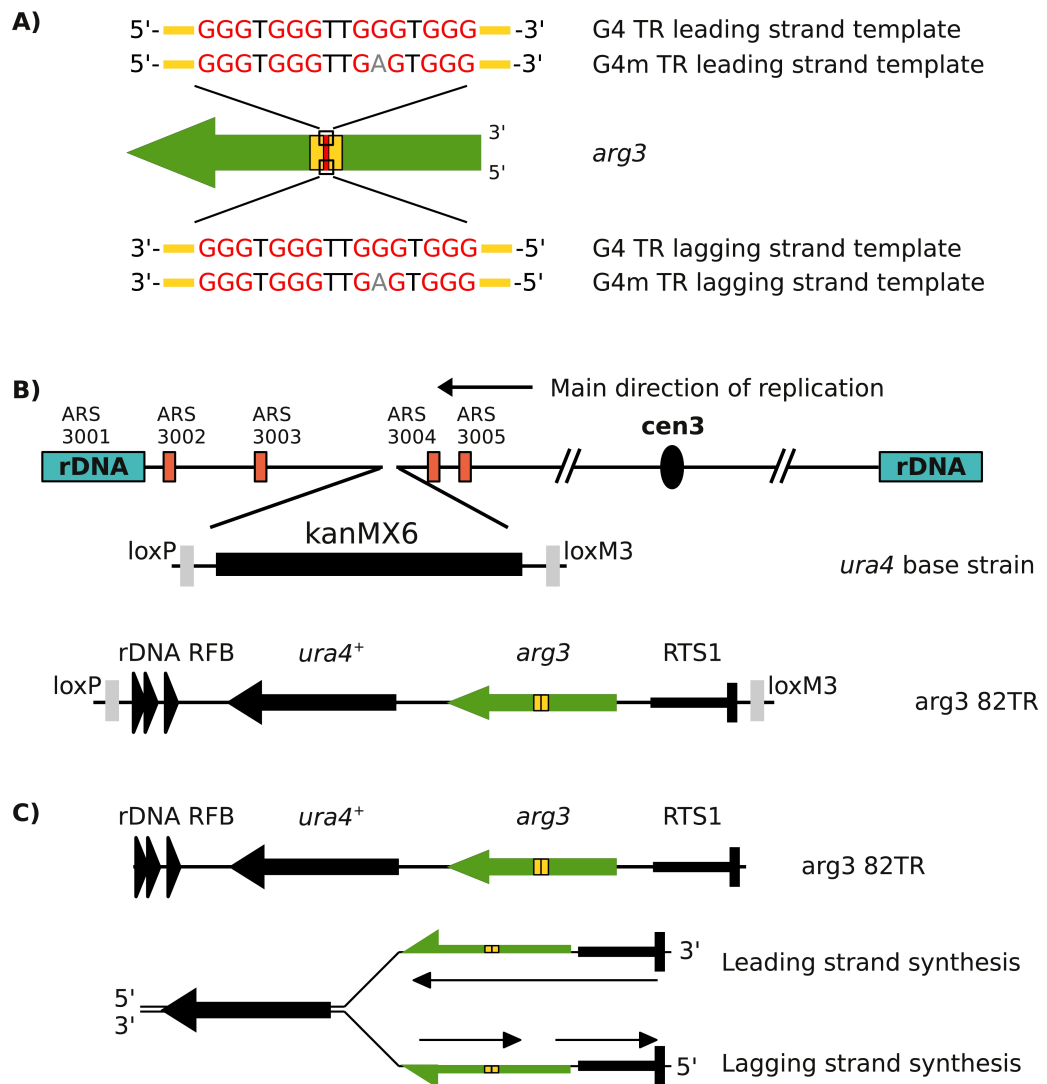 A)
5'- GGGTGGGTTGGGTGGG -3' G4 TR leading strand template
5'- GGGTGGGTTGAGTGGG -3' G4m TR leading strand template
3'
arg3
5'
3'- GGGTGGGTTGGGTGGG -5' G4 TR lagging strand template
3'- GGGTGGGTTGAGTGGG -5' G4m TR lagging strand template
B)
Main direction of replication
ARS 3001
ARS 3002
ARS 3003
ARS 3004
ARS 3005
cen3
rDNA
rDNA
kanMX6
loxP
loxM3
ura4 base strain
rDNA RFB ura4+ arg3 RTS1
loxP
loxM3
arg3 82TR
C)
rDNA RFB ura4+ arg3 RTS1
arg3 82TR
3'
Leading strand synthesis
5'
3'
5'
Lagging strand synthesis